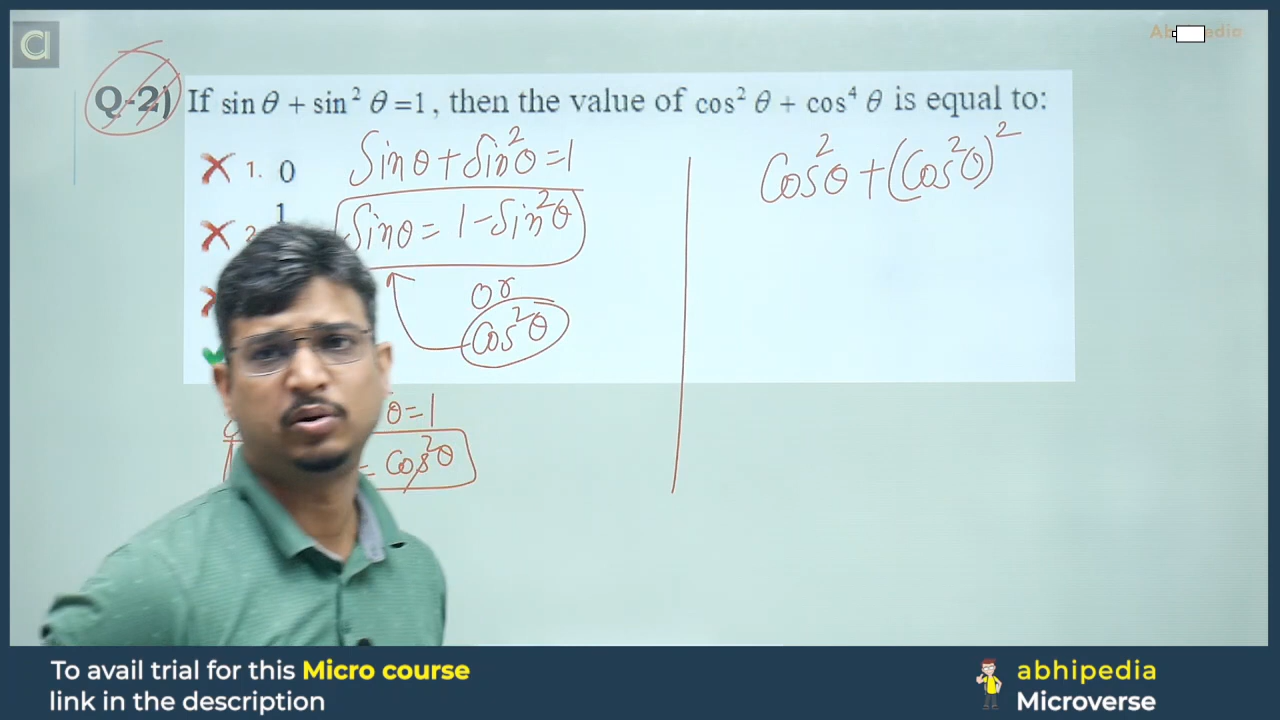 Q-2) If sin θ + sin² θ =1, then the value of cos² θ + cos⁴ θ is equal to:
1. 0
Sinθ + Sin²θ = 1
Sinθ = 1 - Sin²θ
or
Cos²θ
θ = 1
= Cos²θ
Cos²θ + (Cos²θ)²
To avail trial for this Micro course
link in the description
abhipedia
Microverse